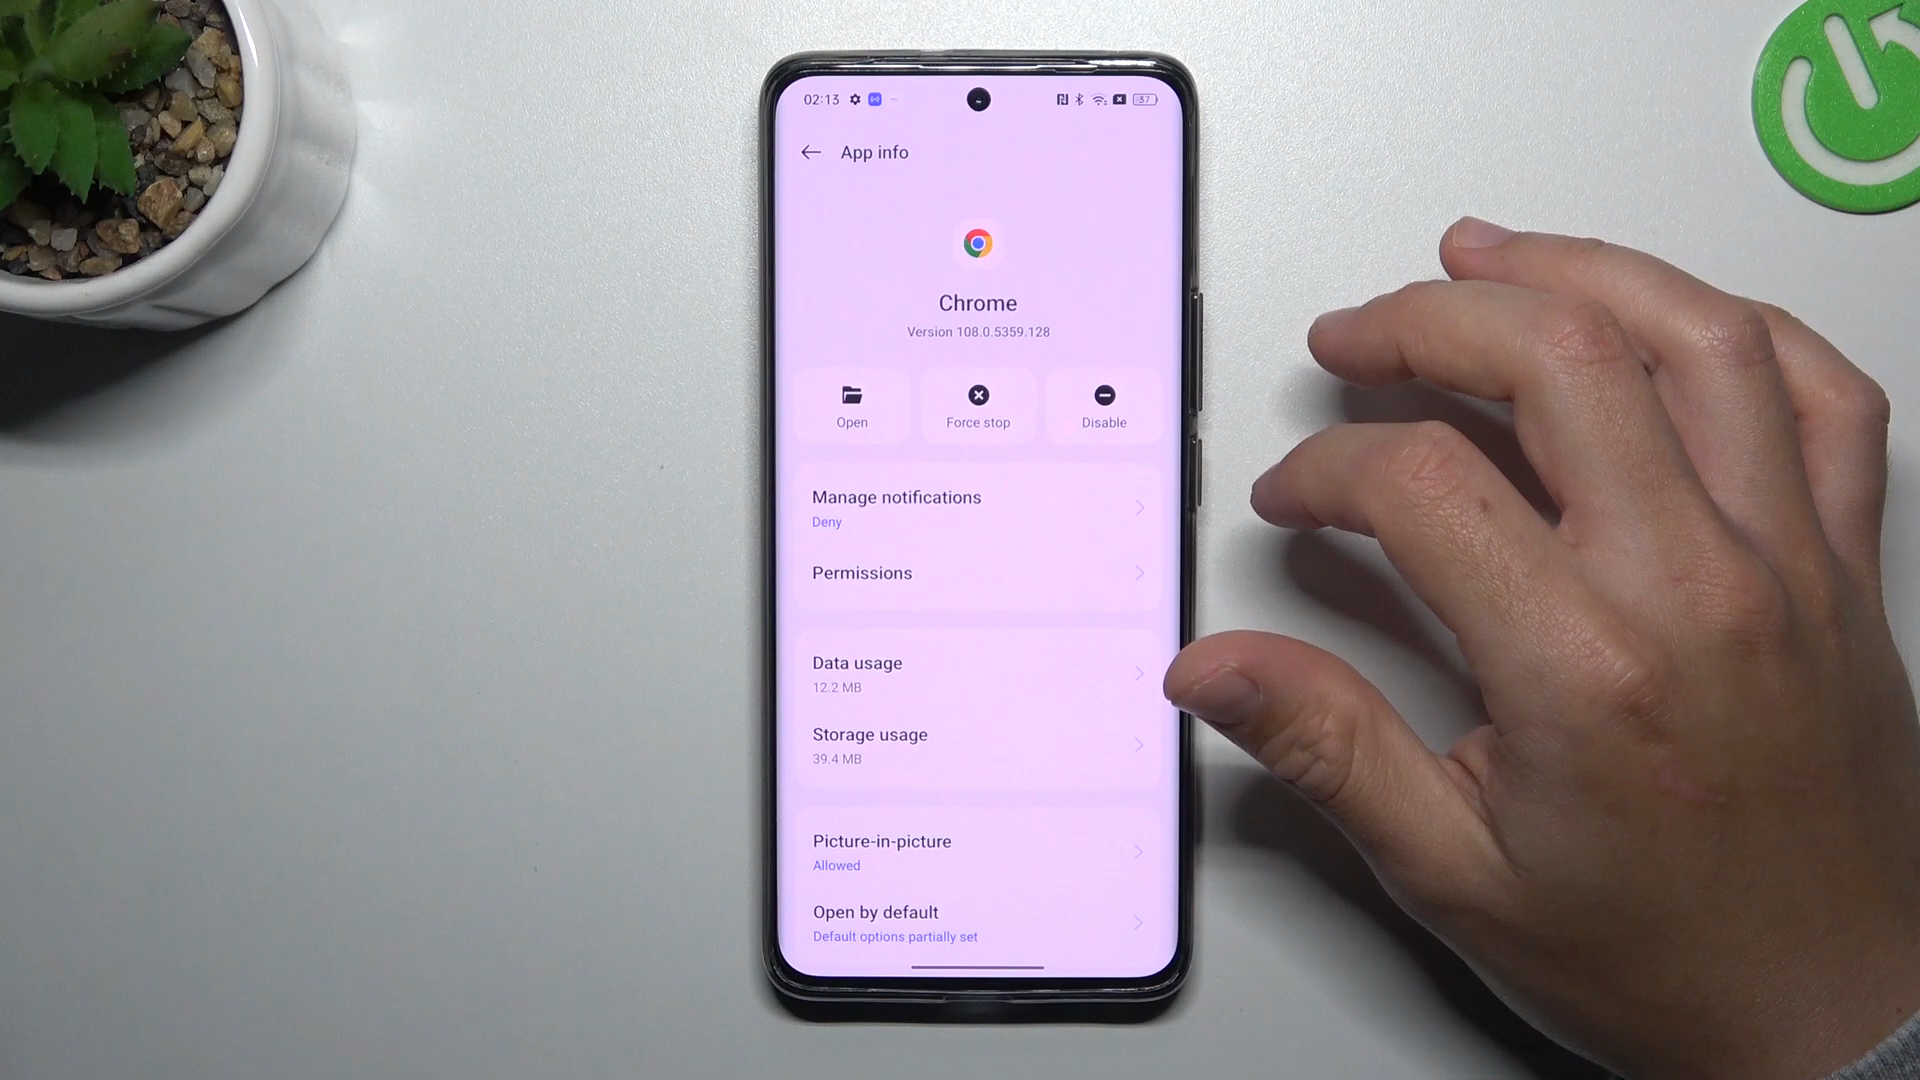 02:13
37
App info
Chrome
Version 108.0.5359.128
Open
Force stop
Disable
Manage notifications
Deny
Permissions
Data usage
12.2 MB
Storage usage
39.4 MB
Picture-in-picture
Allowed
Open by default
Default options partially set